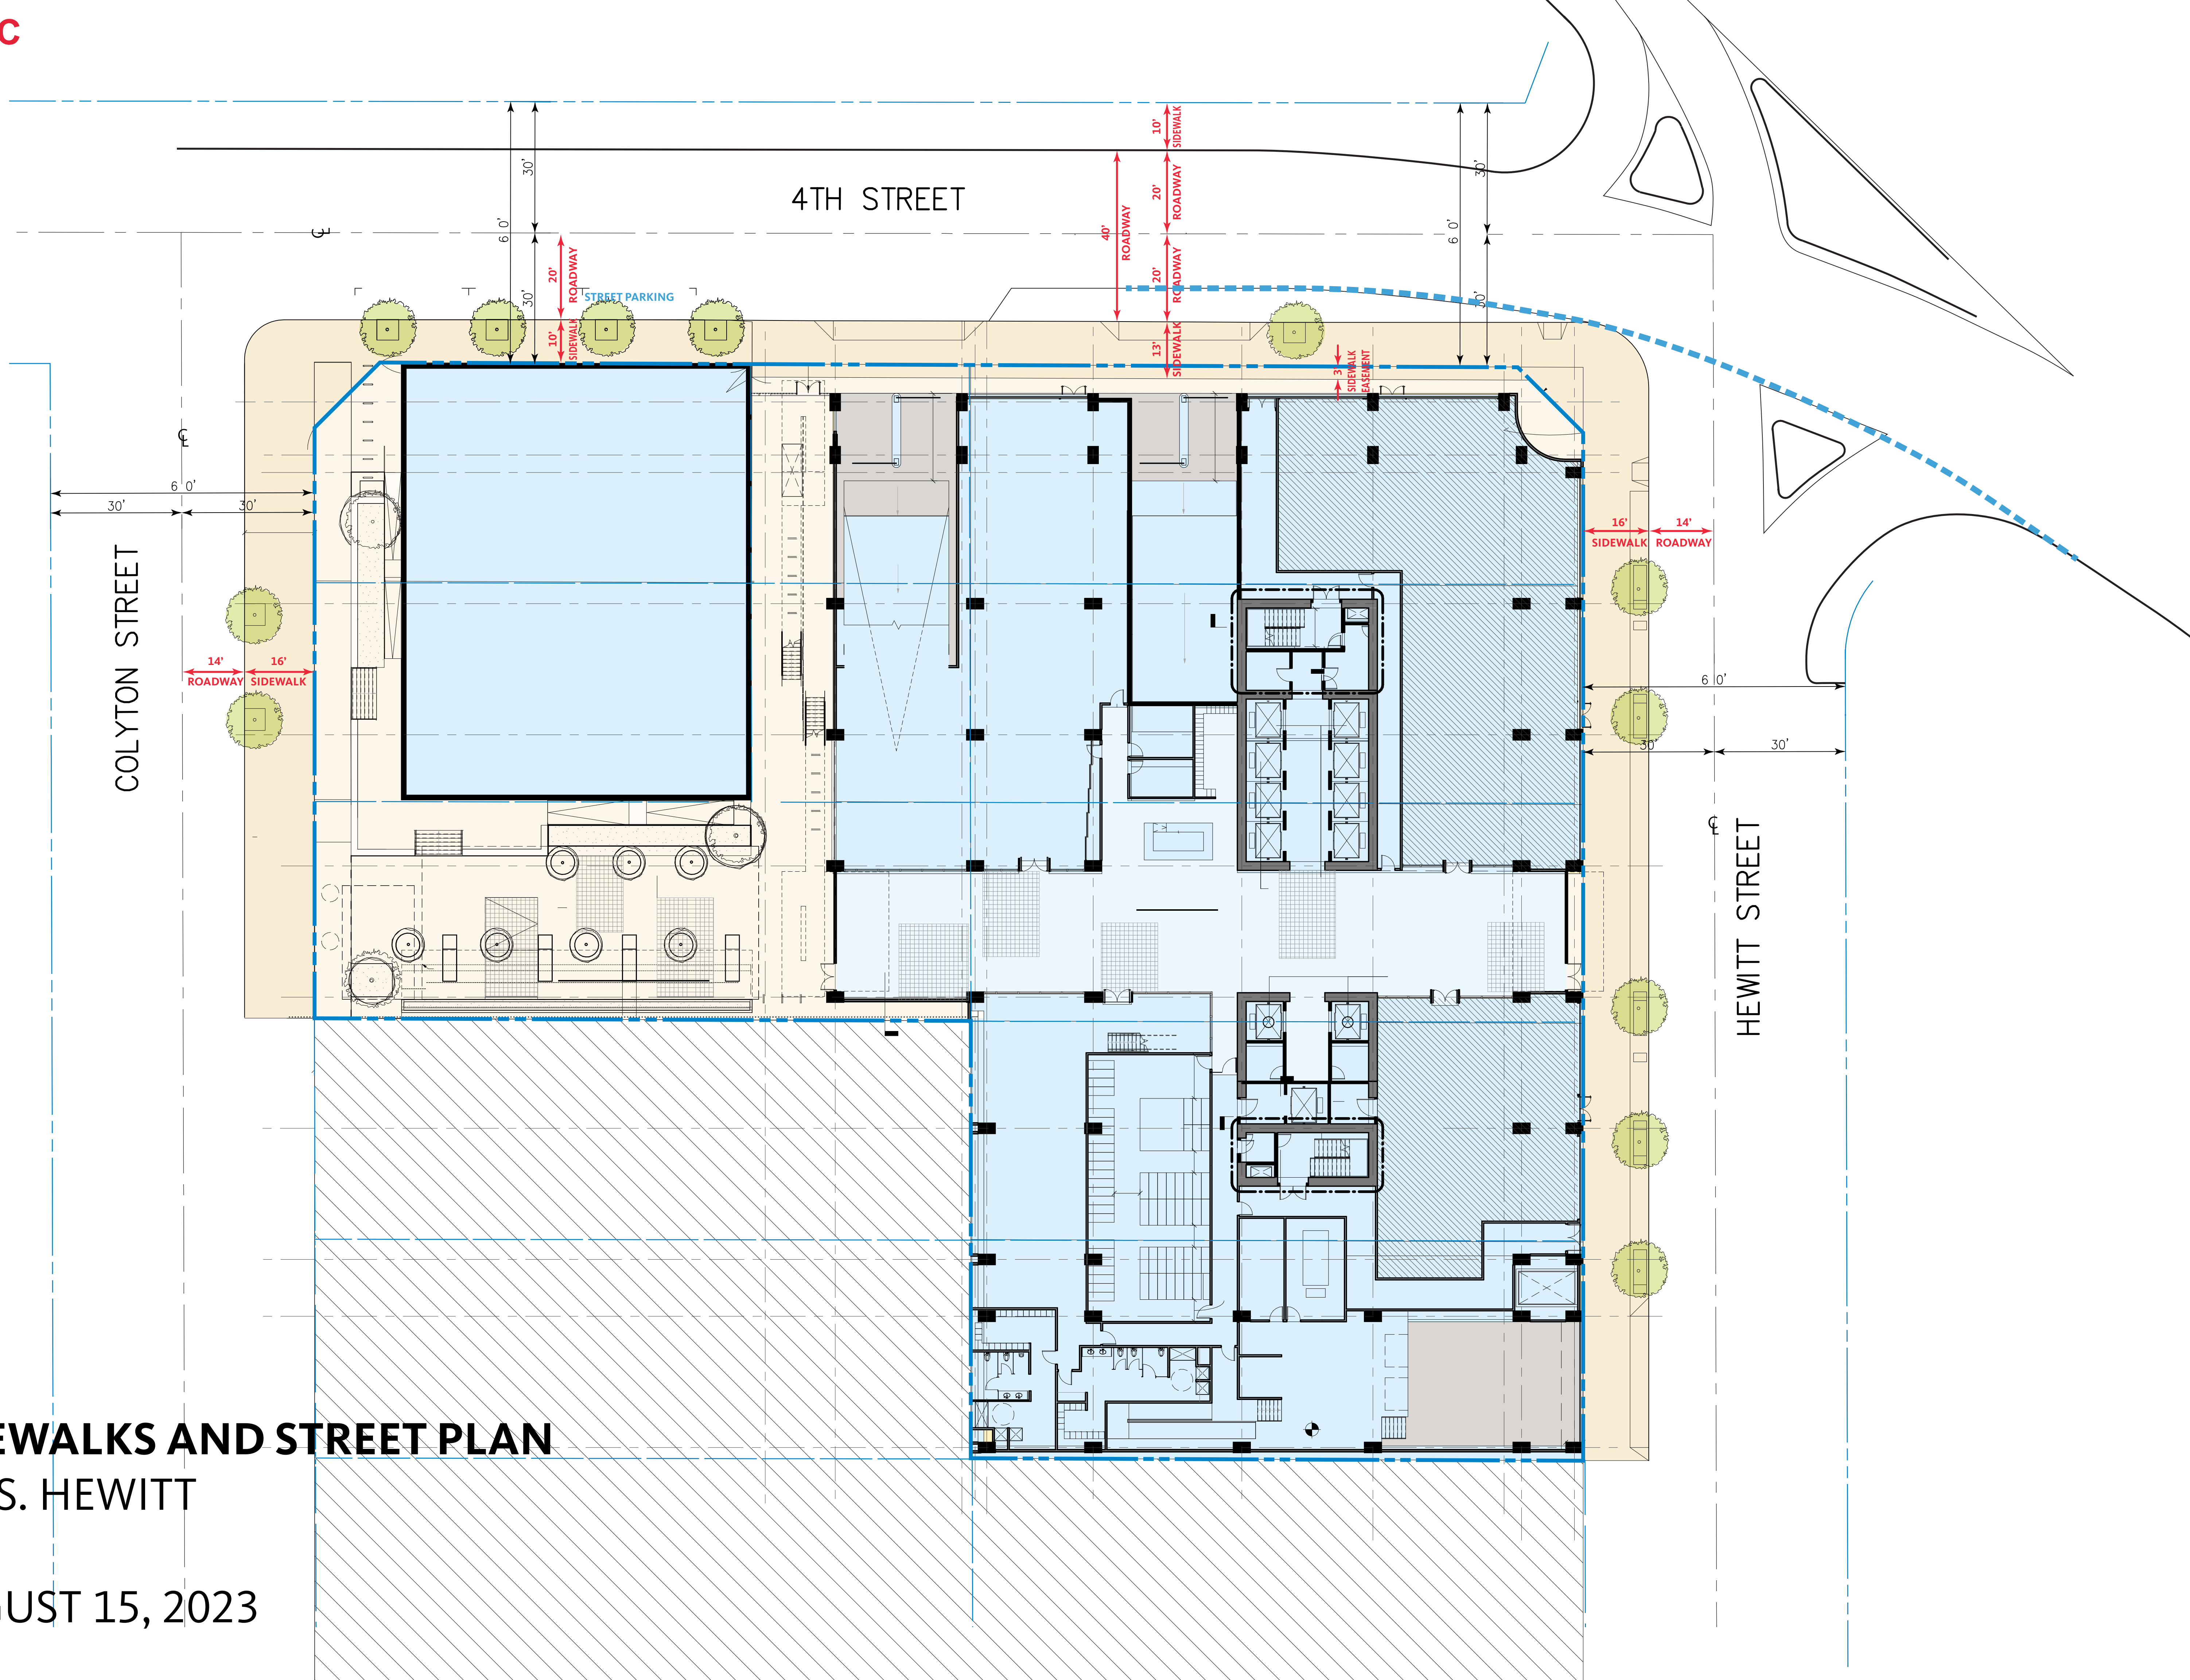 C
10'
SIDEWALK
30'
20'
ROADWAY
30'
4TH STREET
60'
40'
ROADWAY
60'
℄
20'
ROADWAY
30'
20'
ROADWAY
30'
STREET PARKING
10'
SIDEWALK
13'
SIDEWALK
3'
SIDEWALK
EASEMENT
℄
60'
30'
30'
16'
14'
SIDEWALK
ROADWAY
COLYTON STREET
14'
16'
ROADWAY
SIDEWALK
60'
30'
30'
℄
HEWITT STREET
EWALKS AND STREET PLAN
S. HEWITT
GUST 15, 2023